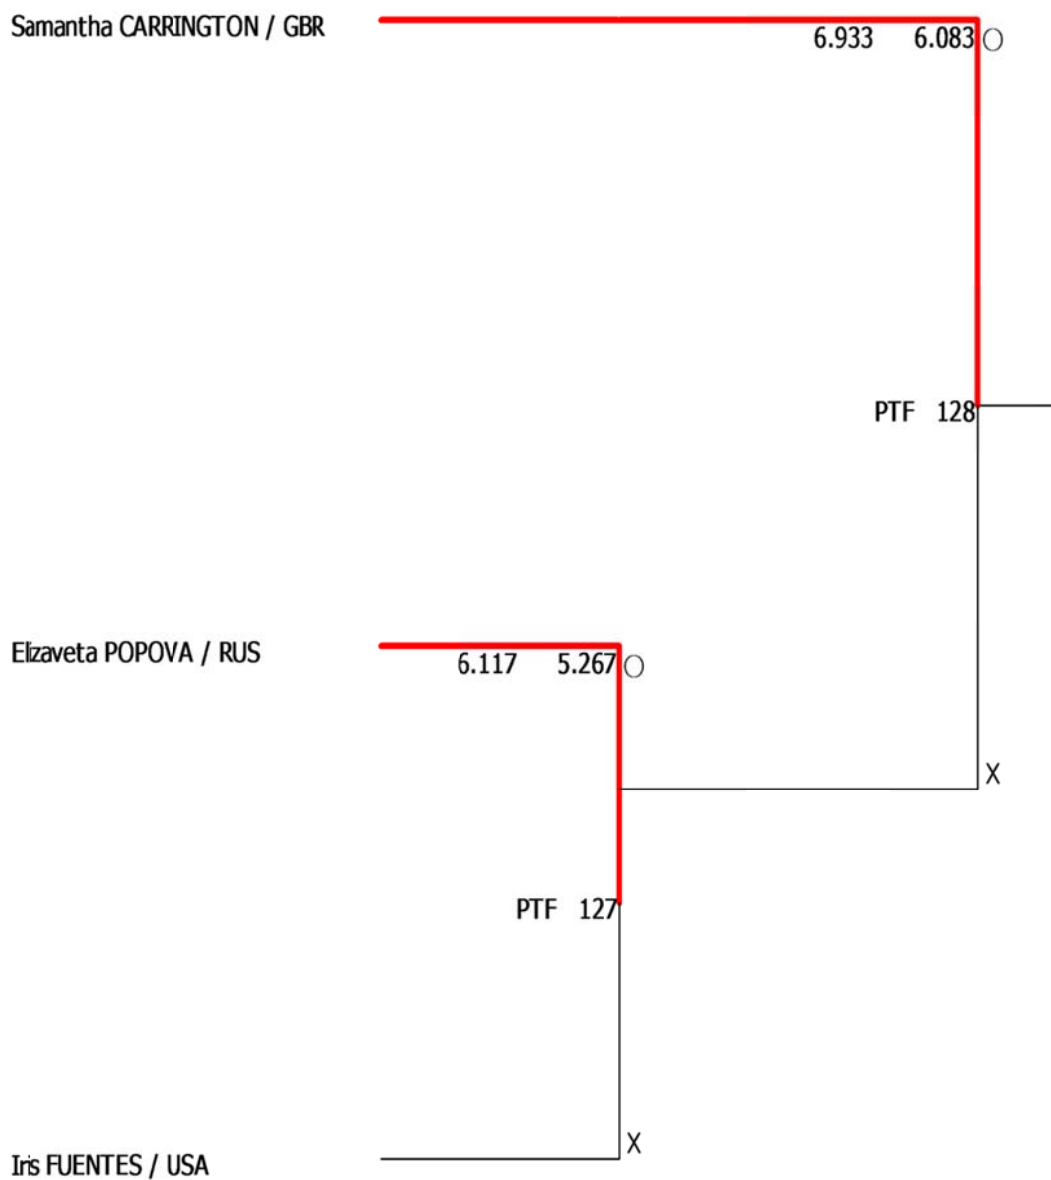 Samantha CARRINGTON / GBR
6.933 6.083 O
PTF 128
Elizaveta POPOVA / RUS
6.117 5.267 O
X
PTF 127
X
Iris FUENTES / USA